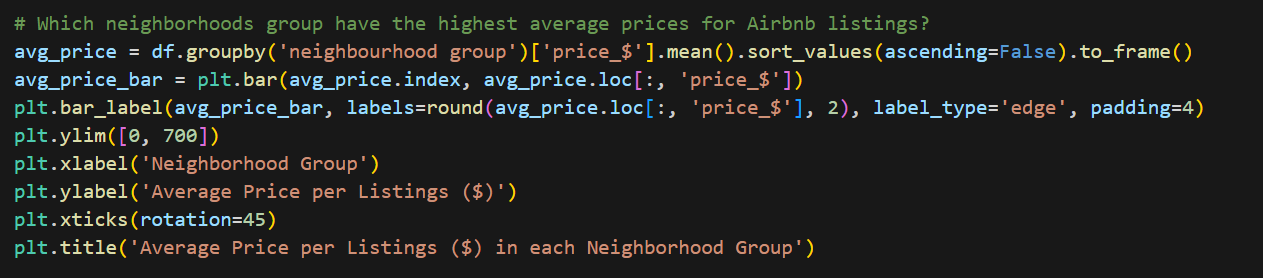 # Which neighborhoods group have the highest average prices for Airbnb listings?
avg_price = df.groupby('neighbourhood group')['price_$'].mean().sort_values(ascending=False).to_frame()
avg_price_bar = plt.bar(avg_price.index, avg_price.loc[:, 'price_$'])
plt.bar_label(avg_price_bar, labels=round(avg_price.loc[:, 'price_$'], 2), label_type='edge', padding=4)
plt.ylim([0, 700])
plt.xlabel('Neighborhood Group')
plt.ylabel('Average Price per Listings ($)')
plt.xticks(rotation=45)
plt.title('Average Price per Listings ($) in each Neighborhood Group')